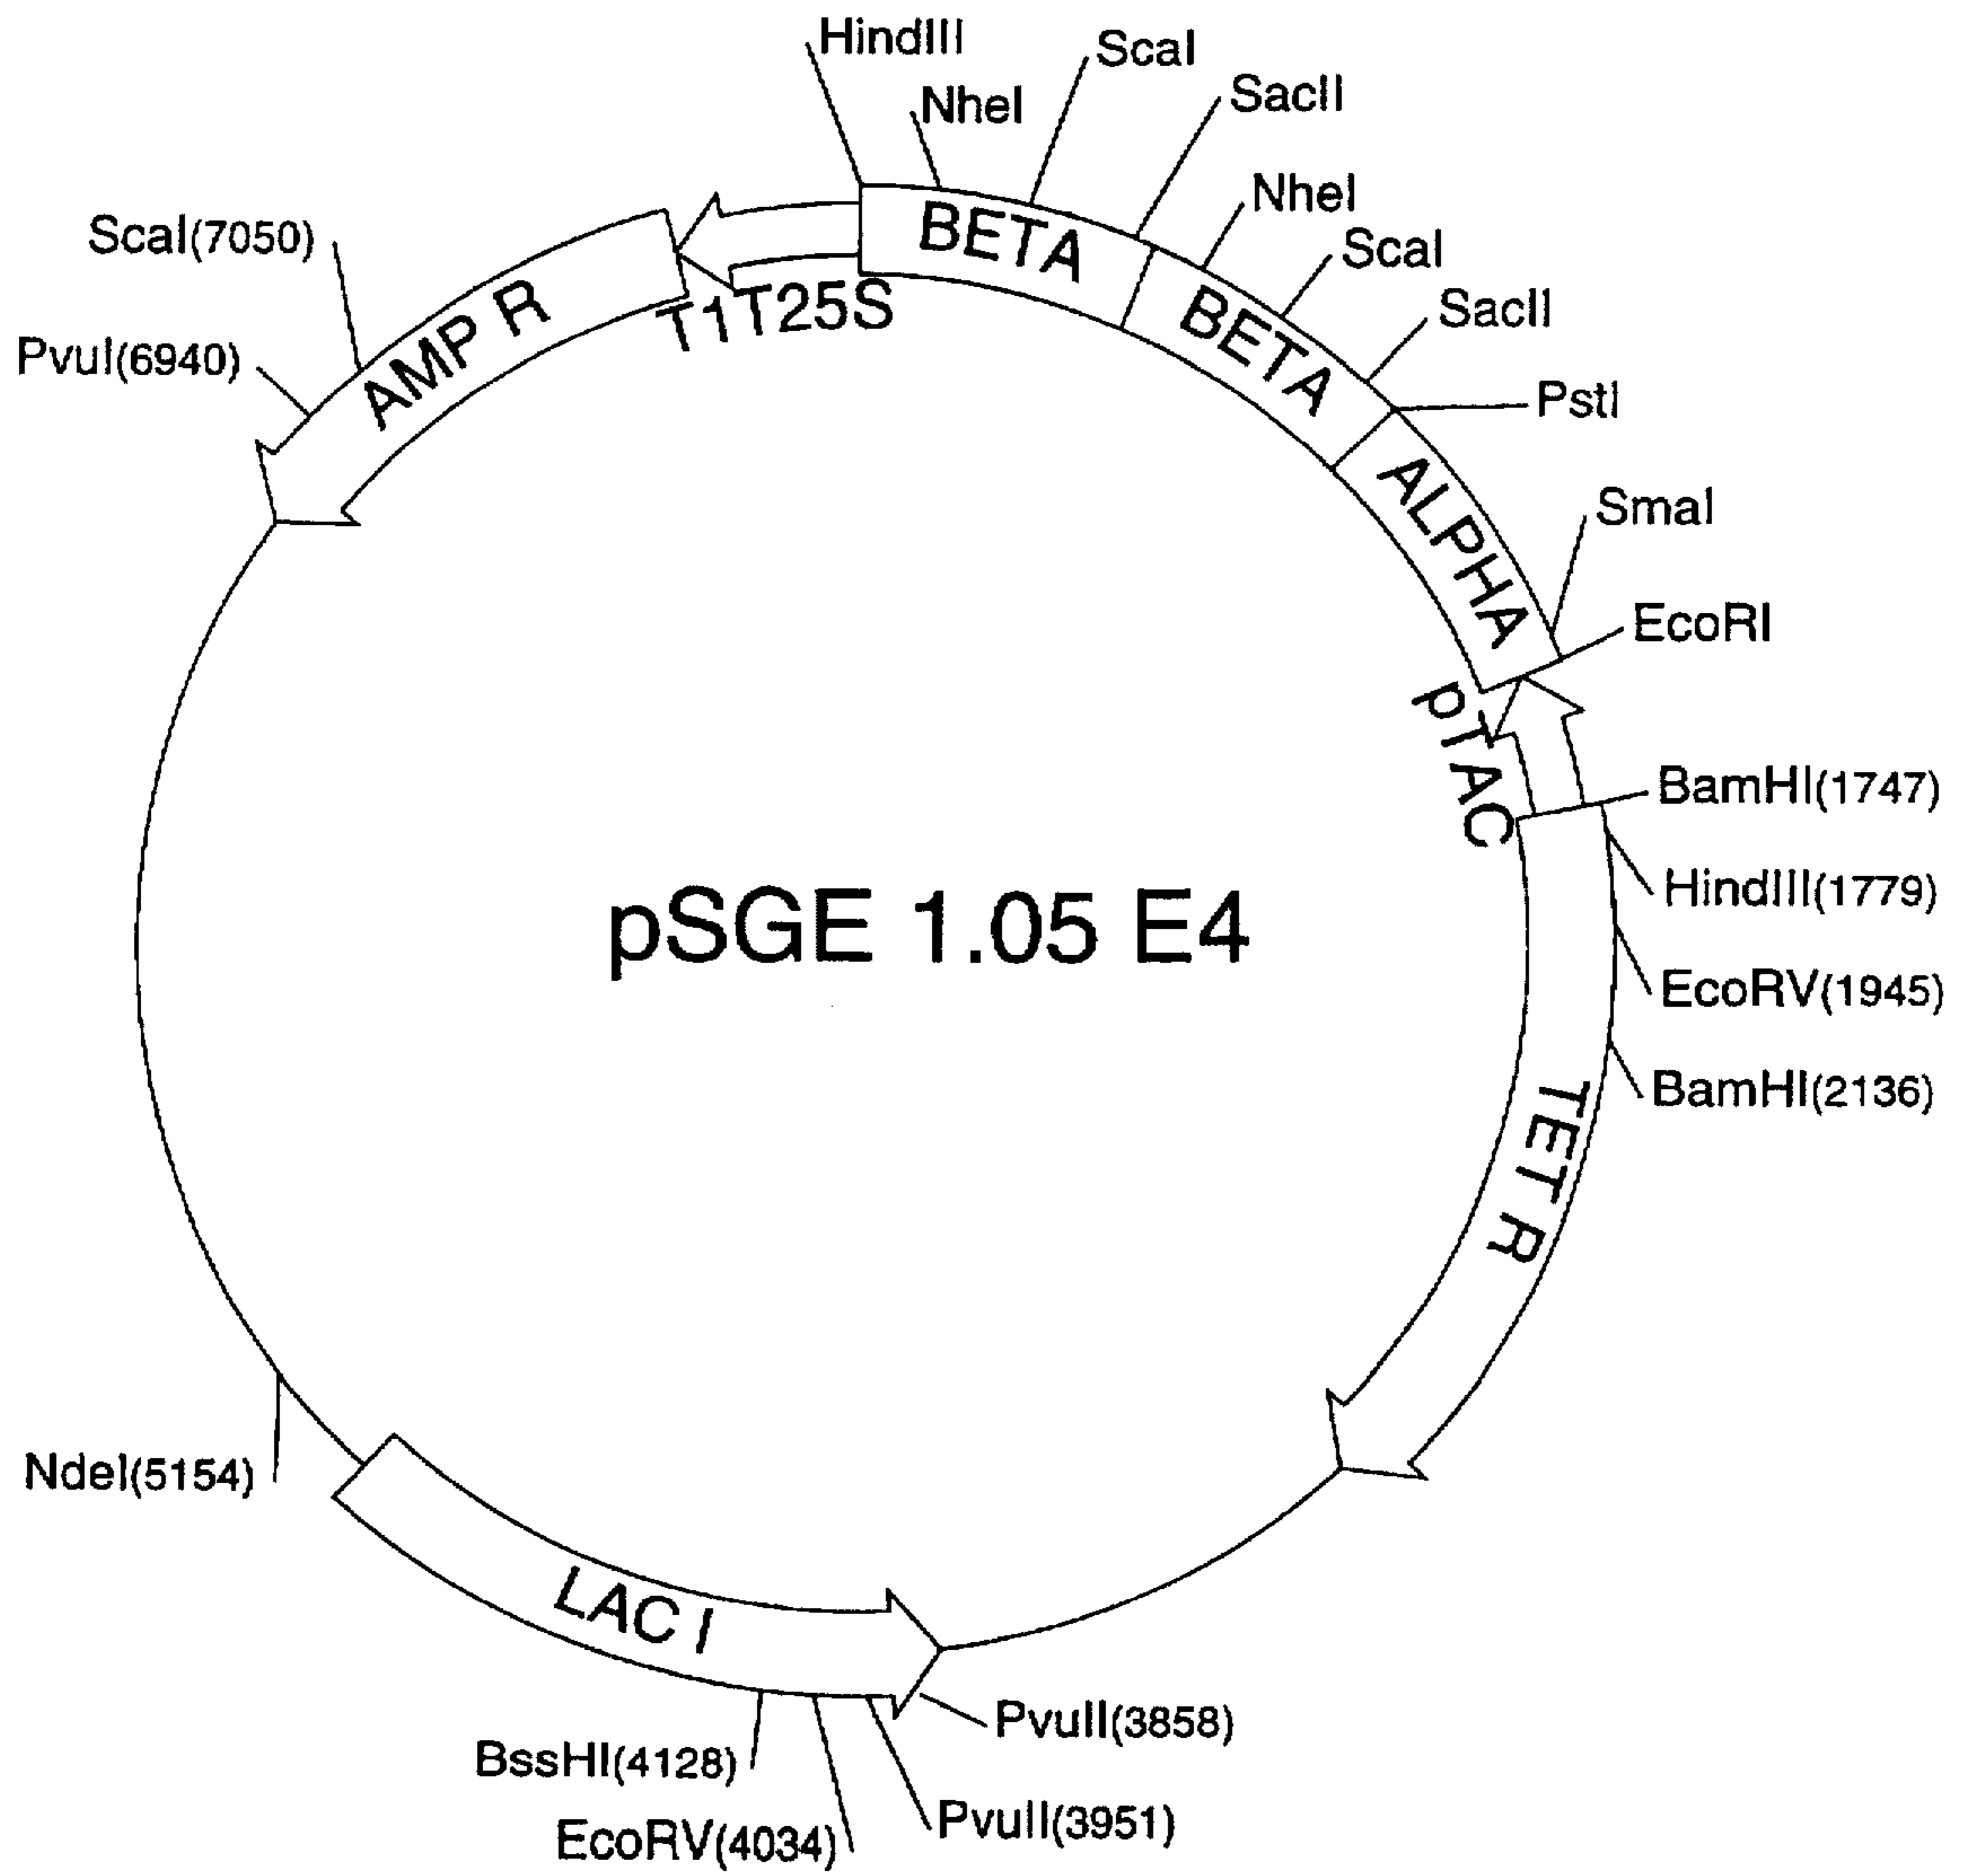 HindIII
ScaI
NheI
SacII
NheI
ScaI(7050)
BETA
ScaI
T1T25S
AMP R
BETA
SacII
PvuI(6940)
PstI
ALPHA
SmaI
EcoRI
pTAC
BamHI(1747)
HindIII(1779)
pSGE 1.05 E4
EcoRV(1945)
BamHI(2136)
TET R
NdeI(5154)
LAC I
PvuII(3858)
BssHI(4128)
PvuII(3951)
EcoRV(4034)